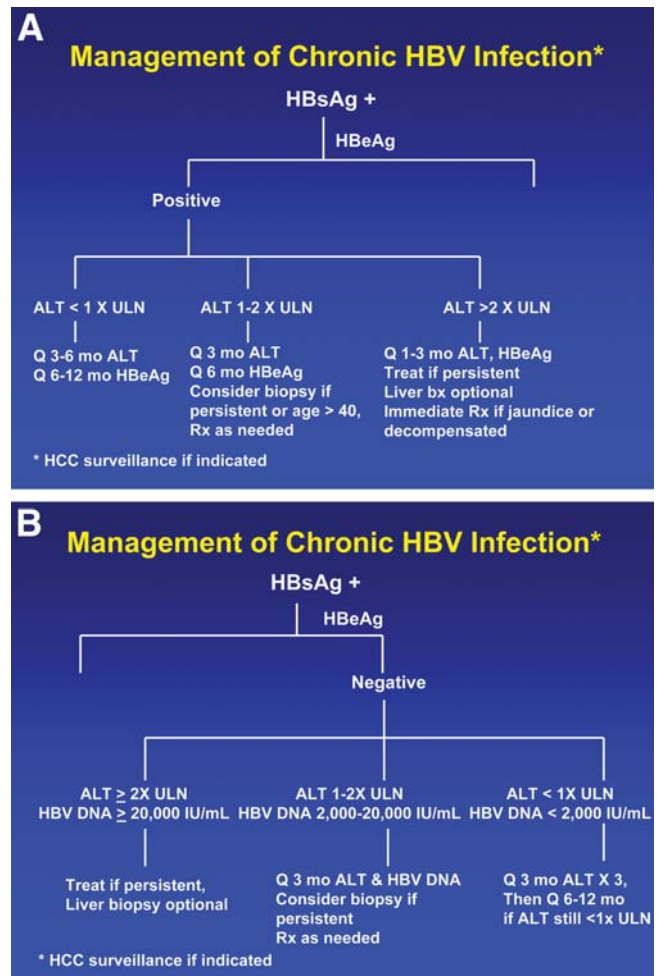 A
Management of Chronic HBV Infection*
HBsAg +
HBeAg
Positive
ALT < 1 X ULN
Q 3-6 mo ALT
Q 6-12 mo HBeAg
ALT 1-2 X ULN
Q 3 mo ALT
Q 6 mo HBeAg
Consider biopsy if
persistent or age > 40,
Rx as needed
ALT >2 X ULN
Q 1-3 mo ALT, HBeAg
Treat if persistent
Liver bx optional
Immediate Rx if jaundice or
decompensated
* HCC surveillance if indicated
B
Management of Chronic HBV Infection*
HBsAg +
HBeAg
Negative
ALT ≥ 2X ULN
HBV DNA ≥ 20,000 IU/mL
Treat if persistent,
Liver biopsy optional
ALT 1-2X ULN
HBV DNA 2,000-20,000 IU/mL
Q 3 mo ALT & HBV DNA
Consider biopsy if
persistent
Rx as needed
ALT < 1X ULN
HBV DNA < 2,000 IU/mL
Q 3 mo ALT X 3,
Then Q 6-12 mo
if ALT still <1x ULN
* HCC surveillance if indicated